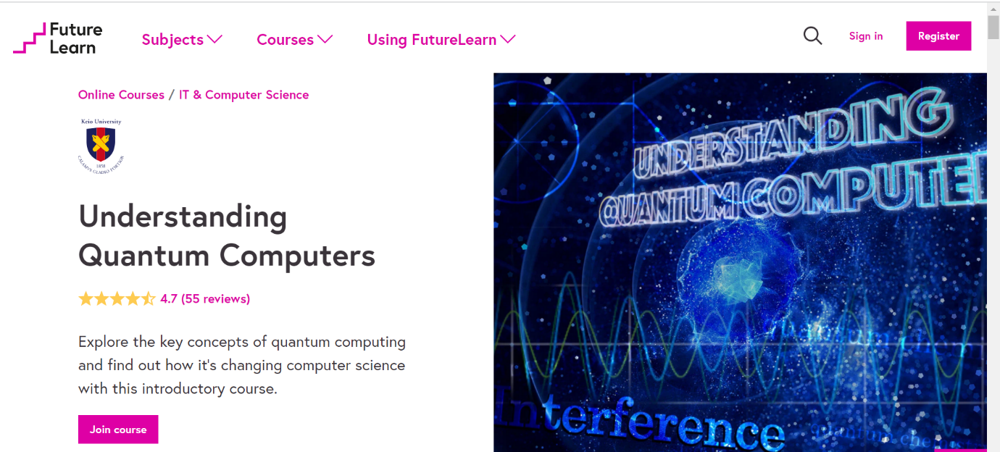 Future
Learn
Subjects
Courses
Using FutureLearn
Sign in
Register
Online Courses / IT & Computer Science
Keio University
1858
CALAMVS GLADIO FORTIOR
Understanding
Quantum Computers
4.7 (55 reviews)
Explore the key concepts of quantum computing
and find out how it's changing computer science
with this introductory course.
Join course
UNDERSTANDING
QUANTUM COMPUTE
Interference
quantum